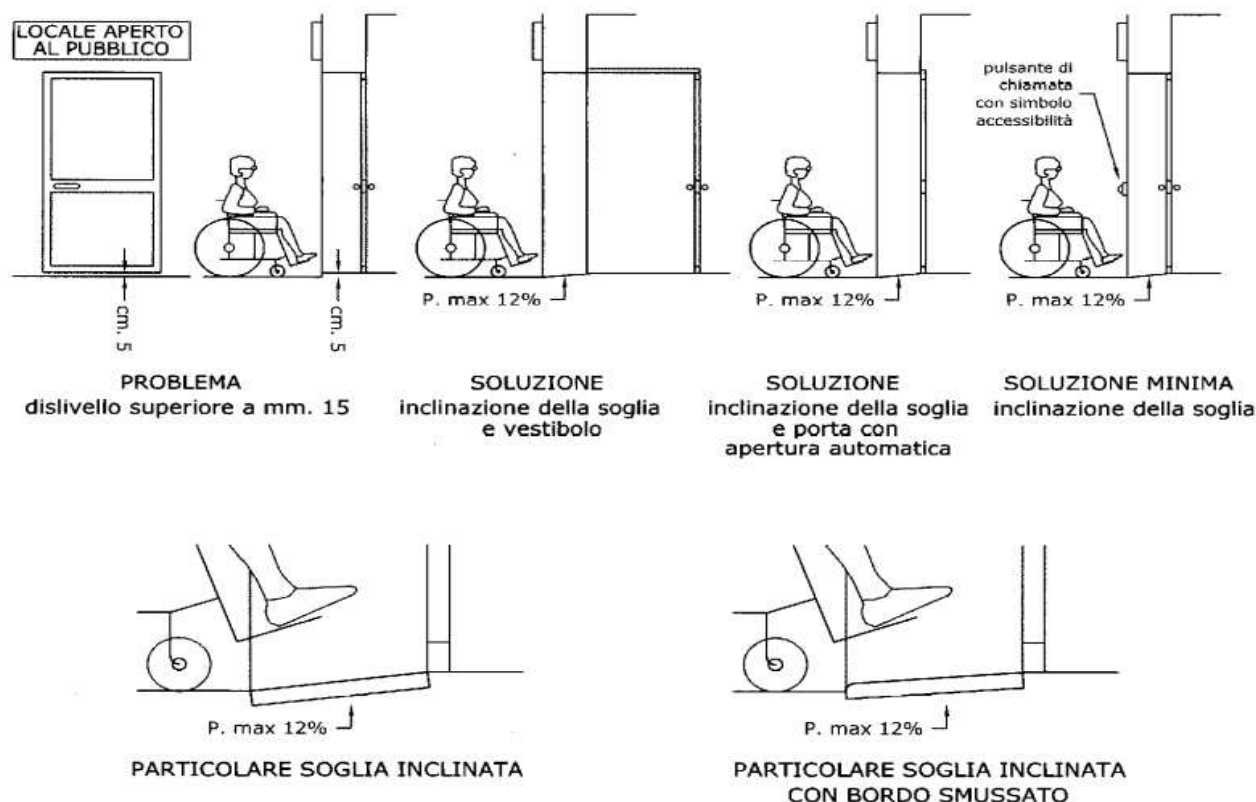 LOCALE APERTO
AL PUBBLICO
pulsante di
chiamata
con simbolo
accessibilità
P. max 12%
P. max 12%
P. max 12%
cm. 5
cm. 5
PROBLEMA
dislivello superiore a mm. 15
SOLUZIONE
inclinazione della soglia
e vestibolo
SOLUZIONE
inclinazione della soglia
e porta con
apertura automatica
SOLUZIONE MINIMA
inclinazione della soglia
P. max 12%
PARTICOLARE SOGLIA INCLINATA
P. max 12%
PARTICOLARE SOGLIA INCLINATA
CON BORDO SMUSSATO